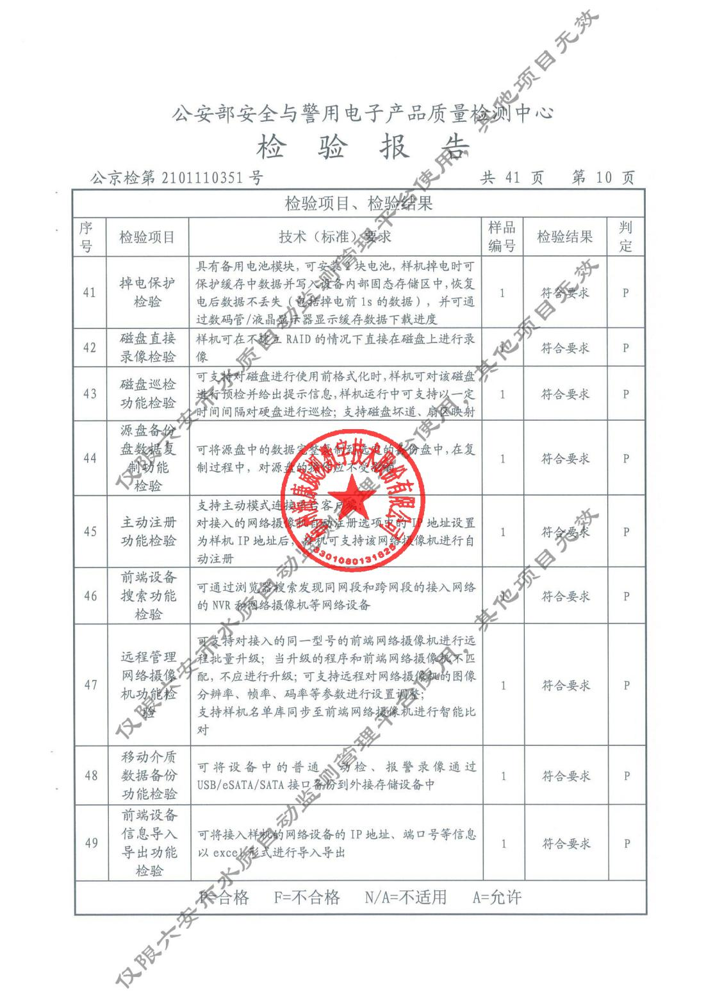 公安部安全与警用电子产品质量检测中心
检 验 报 告
公京检第 2101110351 号
共 41 页 第 10 页
检验项目、检验结果
序号
检验项目
技术（标准）要求
样品
编号
检验结果
判定
41
掉电保护
检验
具有备用电池模块，可安装 2 块电池，样机掉电时可
保护缓存中数据并写入设备内部固态存储区中，恢复
电后数据不丢失（包括掉电前 1s 的数据），并可通
过数码管/液晶显示器显示缓存数据下载进度
1
符合要求
P
42
磁盘直接
录像检验
样机可在不建立 RAID 的情况下直接在磁盘上进行录
像
1
符合要求
P
43
磁盘巡检
功能检验
可支持对磁盘进行使用前格式化时，样机可对该磁盘
进行预检并给出提示信息，样机运行中可支持以一定
时间间隔对硬盘进行巡检；支持磁盘坏道、扇区映射
1
符合要求
P
44
源盘备份
盘数据复
制功能
检验
可将源盘中的数据完整复制到选定的备份盘中，在复
制过程中，对源盘的操作应不受影响
1
符合要求
P
45
主动注册
功能检验
支持主动模式连接平台客户端；
对接入的网络摄像机自动注册选项中的 IP 地址设置
为样机 IP 地址后，样机可支持该网络摄像机进行自
动注册
1
符合要求
P
46
前端设备
搜索功能
检验
可通过浏览器搜索发现同网段和跨网段的接入网络
的 NVR 和网络摄像机等网络设备
1
符合要求
P
47
远程管理
网络摄像
机功能检
验
可支持对接入的同一型号的前端网络摄像机进行远
程批量升级；当升级的程序和前端网络摄像机不匹
配，不应进行升级；可支持远程对网络摄像机的图像
分辨率、帧率、码率等参数进行设置调整；
支持样机名单库同步至前端网络摄像机进行智能比
对
1
符合要求
P
48
移动介质
数据备份
功能检验
可将设备中的普通、动检、报警录像通过
USB/eSATA/SATA 接口备份到外接存储设备中
1
符合要求
P
49
前端设备
信息导入
导出功能
检验
可将接入样机的网络设备的 IP 地址、端口号等信息
以 excel 形式进行导入导出
1
符合要求
P
P=合格 F=不合格 N/A=不适用 A=允许
杭州海康威视数字技术股份有限公司
3301080131825
仅限六安市水质自动监测管理平台使用，其他项目无效
仅限六安市水质自动监测管理平台使用，其他项目无效
仅限六安市水质自动监测管理平台使用，其他项目无效